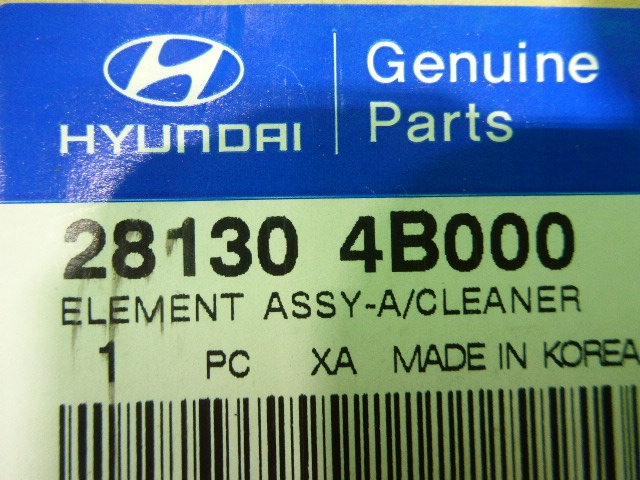 HYUNDAI
Genuine
Parts
28130 4B000
ELEMENT ASSY-A/CLEANER
1 PC XA MADE IN KOREA